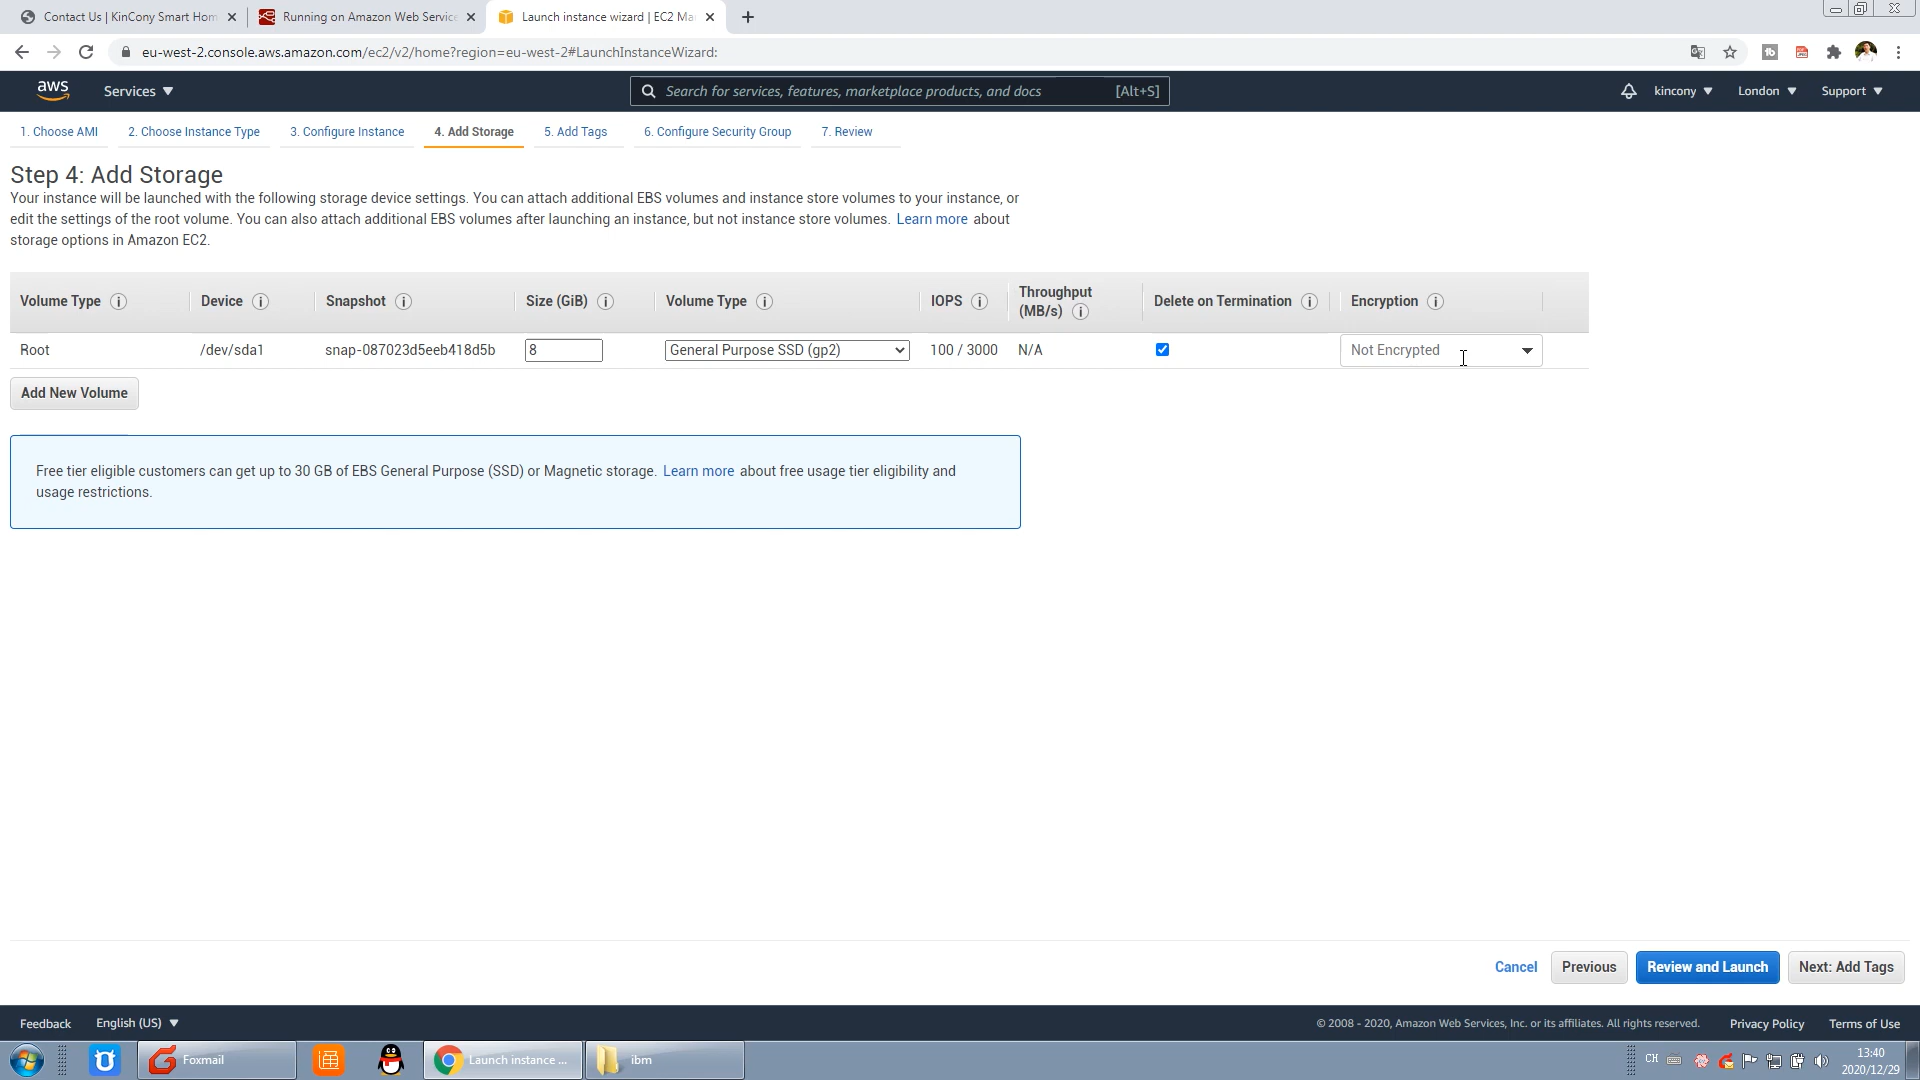 Contact Us | KinCony Smart Hom
Running on Amazon Web Service
Launch instance wizard | EC2 Ma
eu-west-2.console.aws.amazon.com/ec2/v2/home?region=eu-west-2#LaunchInstanceWizard:
aws
Services
Search for services, features, marketplace products, and docs
[Alt+S]
kincony
London
Support
1. Choose AMI
2. Choose Instance Type
3. Configure Instance
4. Add Storage
5. Add Tags
6. Configure Security Group
7. Review
Step 4: Add Storage
Your instance will be launched with the following storage device settings. You can attach additional EBS volumes and instance store volumes to your instance, or
edit the settings of the root volume. You can also attach additional EBS volumes after launching an instance, but not instance store volumes. Learn more about
storage options in Amazon EC2.
Volume Type
Device
Snapshot
Size (GiB)
Volume Type
IOPS
Throughput
(MB/s)
Delete on Termination
Encryption
Root
/dev/sda1
snap-087023d5eeb418d5b
8
General Purpose SSD (gp2)
100 / 3000
N/A
Not Encrypted
Add New Volume
Free tier eligible customers can get up to 30 GB of EBS General Purpose (SSD) or Magnetic storage. Learn more about free usage tier eligibility and
usage restrictions.
Cancel
Previous
Review and Launch
Next: Add Tags
Feedback
English (US)
© 2008 - 2020, Amazon Web Services, Inc. or its affiliates. All rights reserved.
Privacy Policy
Terms of Use
Foxmail
Launch instance ...
ibm
CH
13:40
2020/12/29